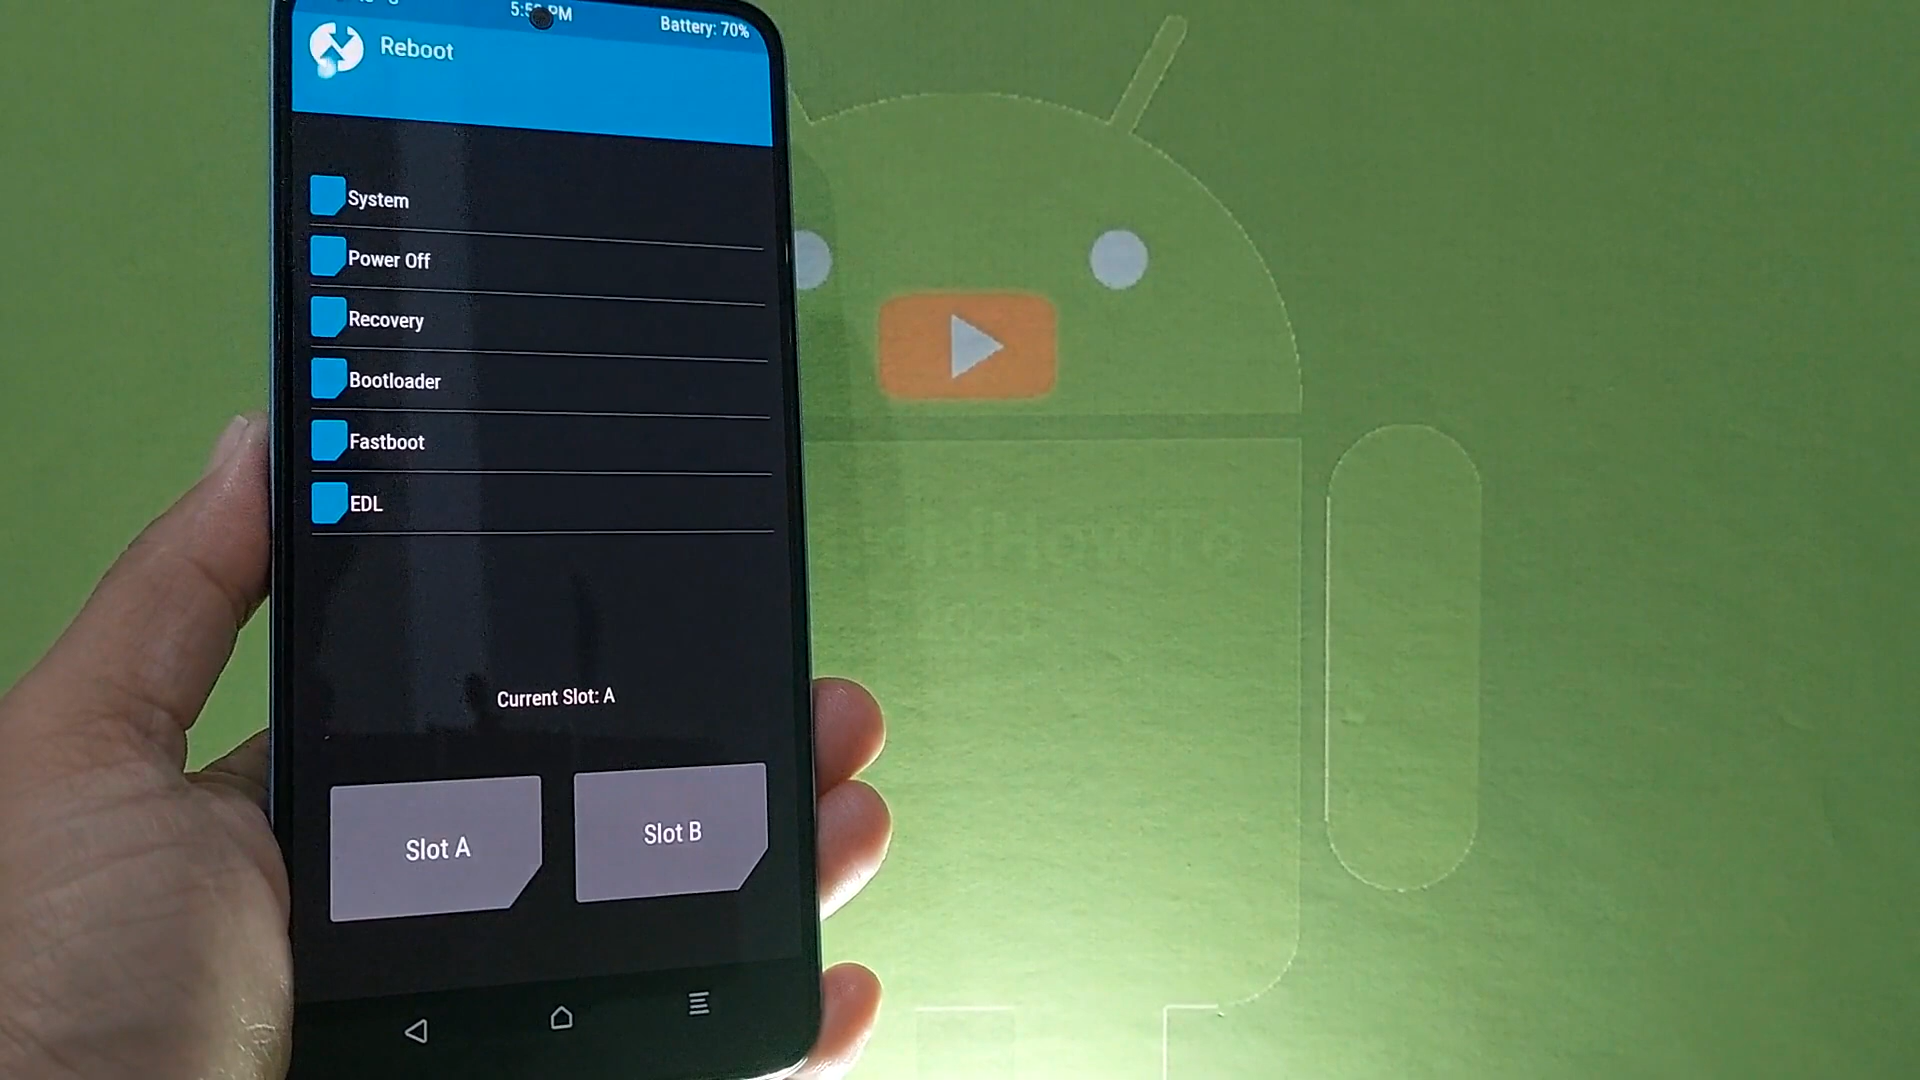 Battery: 70%
Reboot
System
Power Off
Recovery
Bootloader
Fastboot
EDL
Current Slot: A
Slot A
Slot B